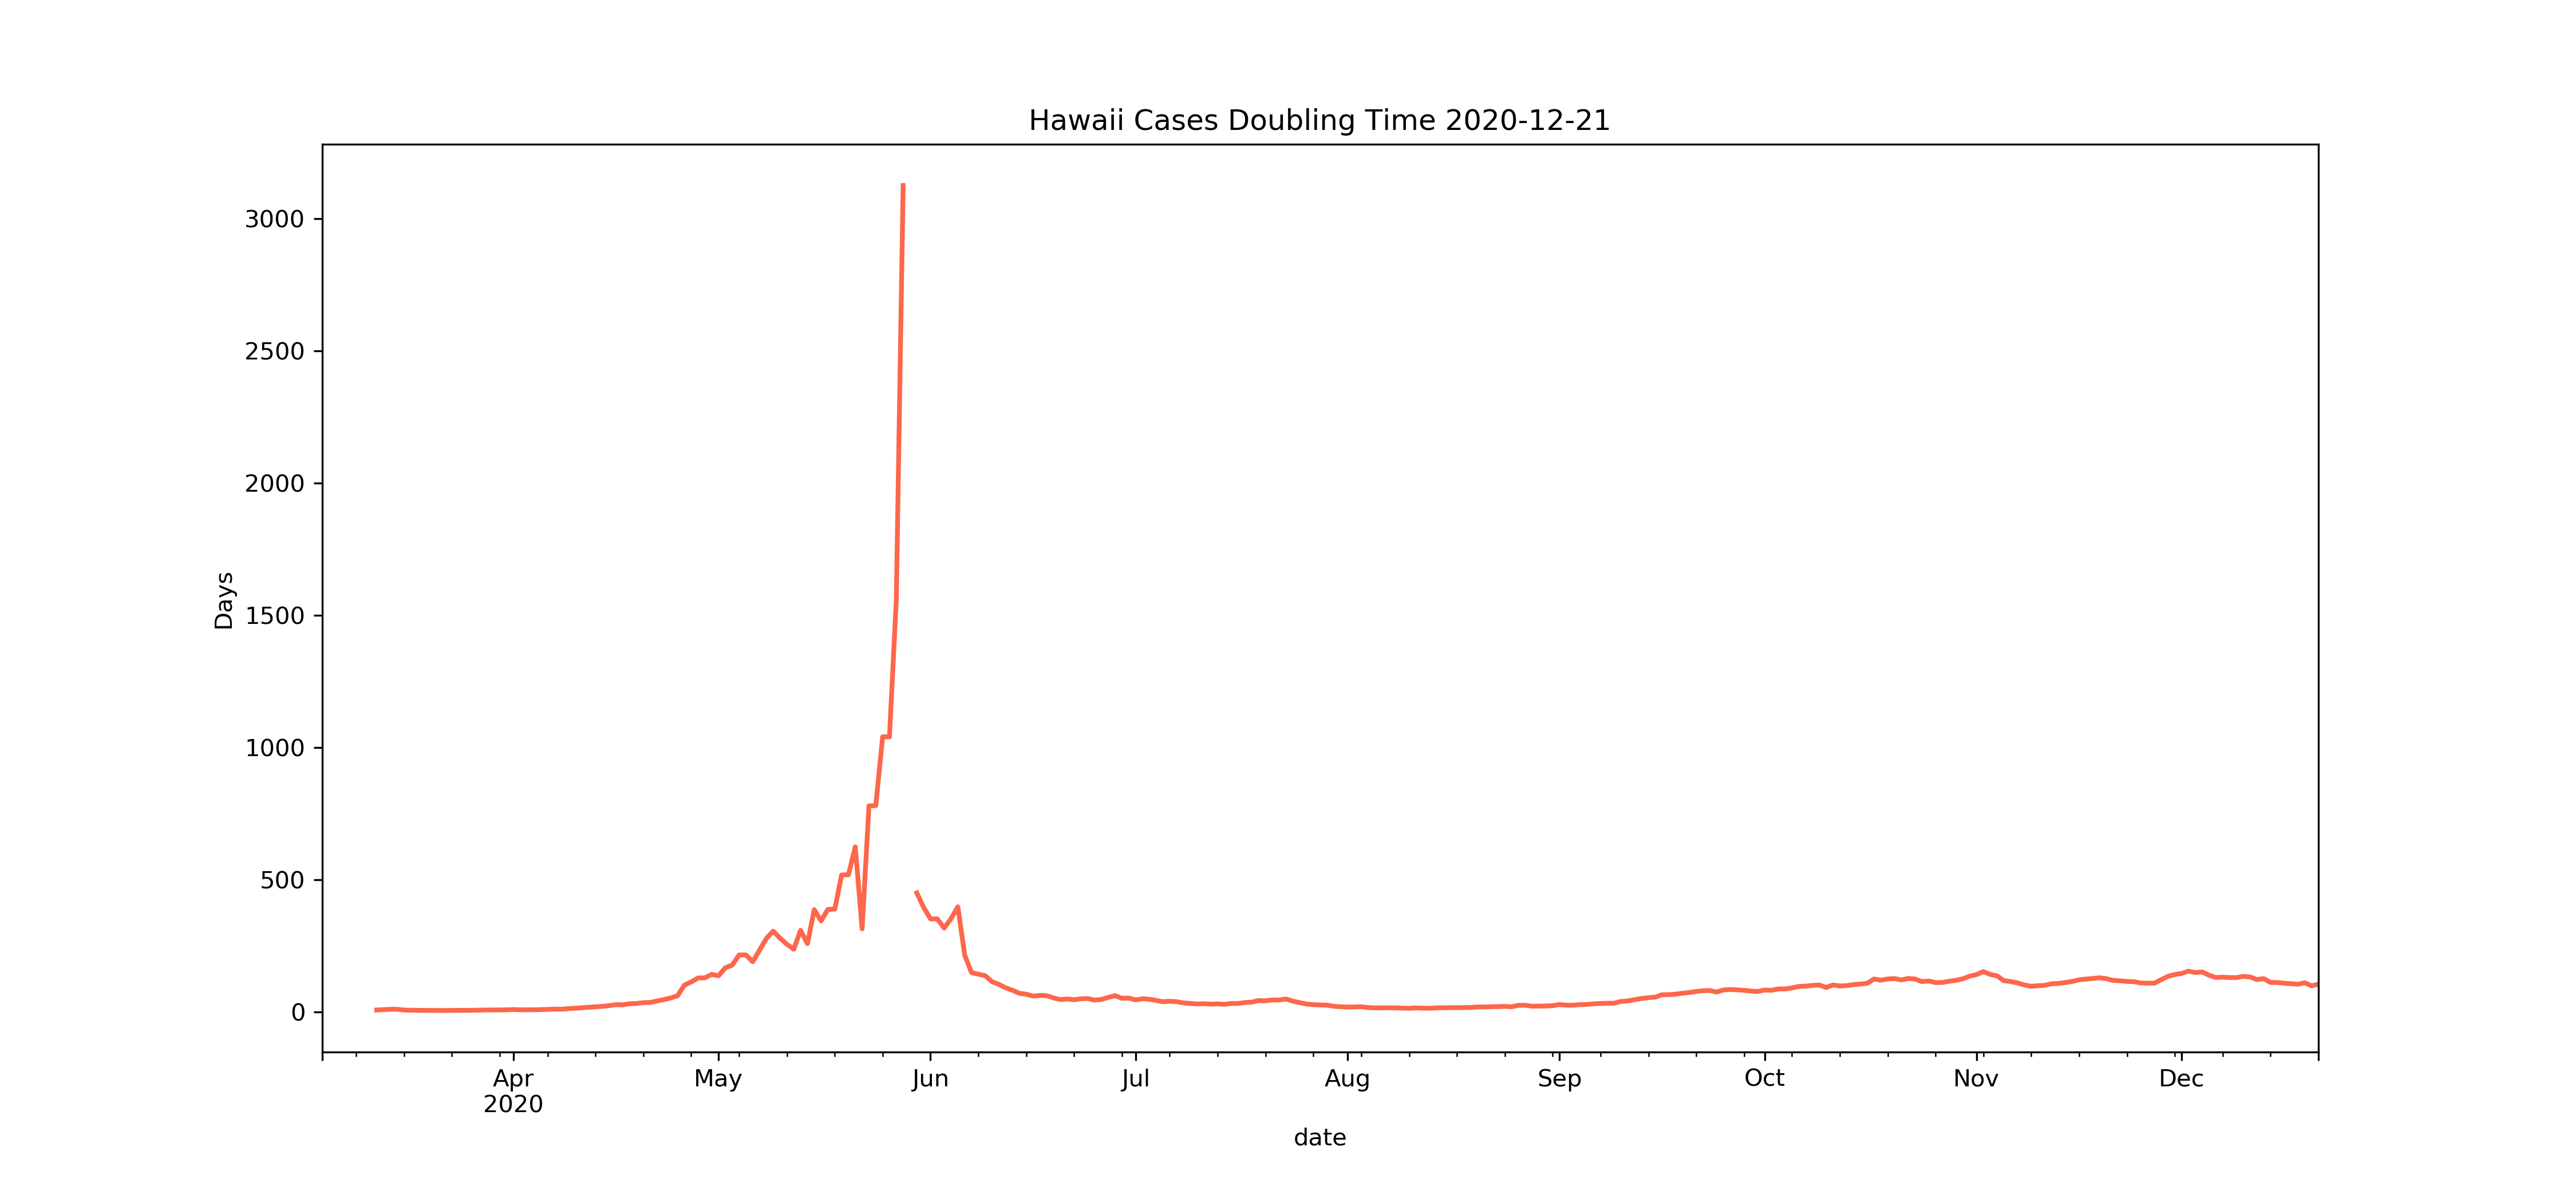 Hawaii Cases Doubling Time 2020-12-21
3000
2500
2000
1500
1000
500
0
Days
Apr
2020
May
Jun
Jul
Aug
Sep
Oct
Nov
Dec
date